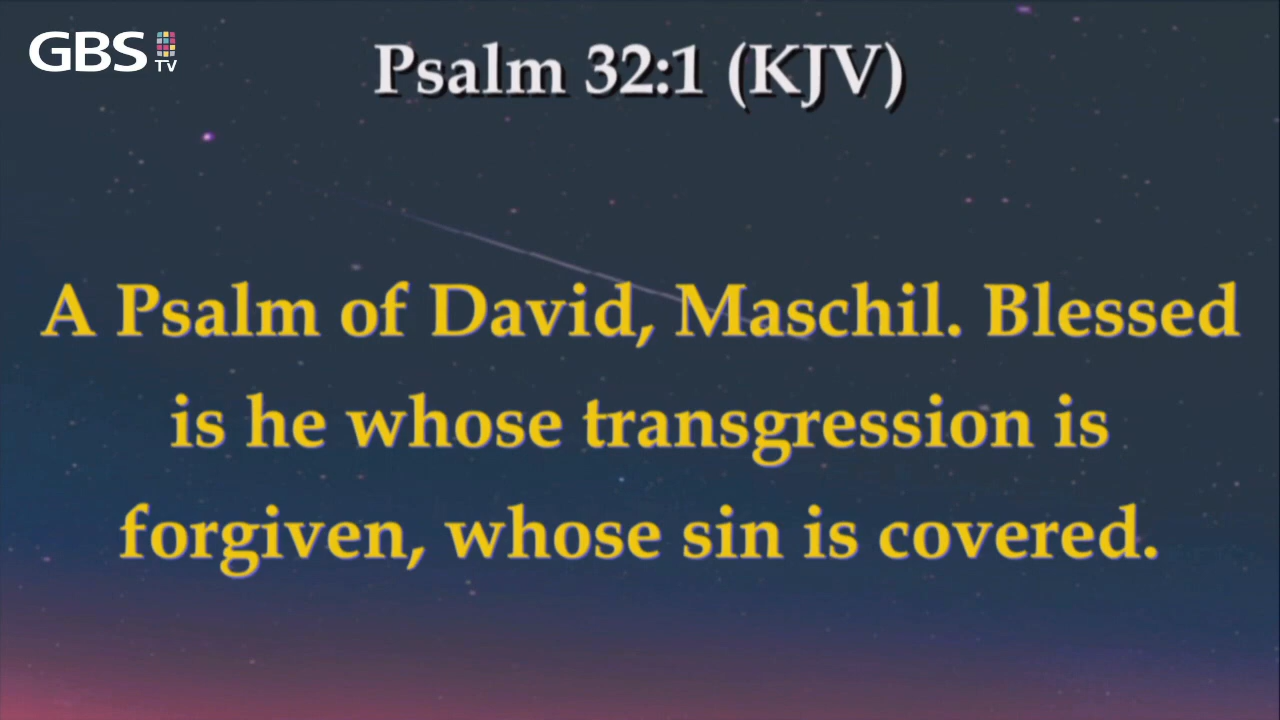 GBS TV
Psalm 32:1 (KJV)
A Psalm of David, Maschil. Blessed
is he whose transgression is
forgiven, whose sin is covered.